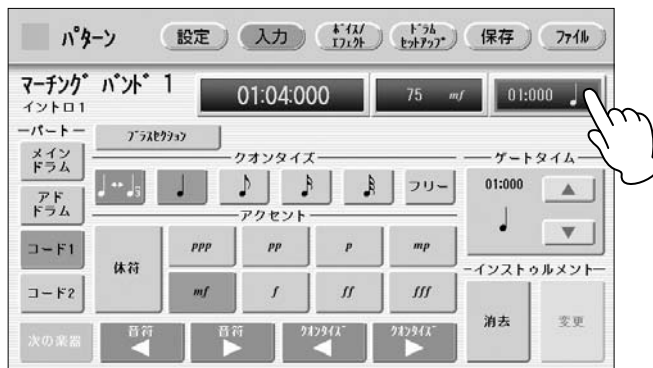 パターン 設定 入力 ボイス/エフェクト ドラムセットアップ 保存 ファイル
マーチング バンド 1 01:04:000 75 mf 01:000
イントロ1
パート ブラスセクション
クオンタイズ ゲートタイム
メインドラム 3 フリー 01:000
アドドラム
アクセント
コード1 休符 ppp pp p mp
インストゥルメント
コード2 mf f ff fff 消去 変更
次の楽器 音符 音符 クオンタイズ クオンタイズ